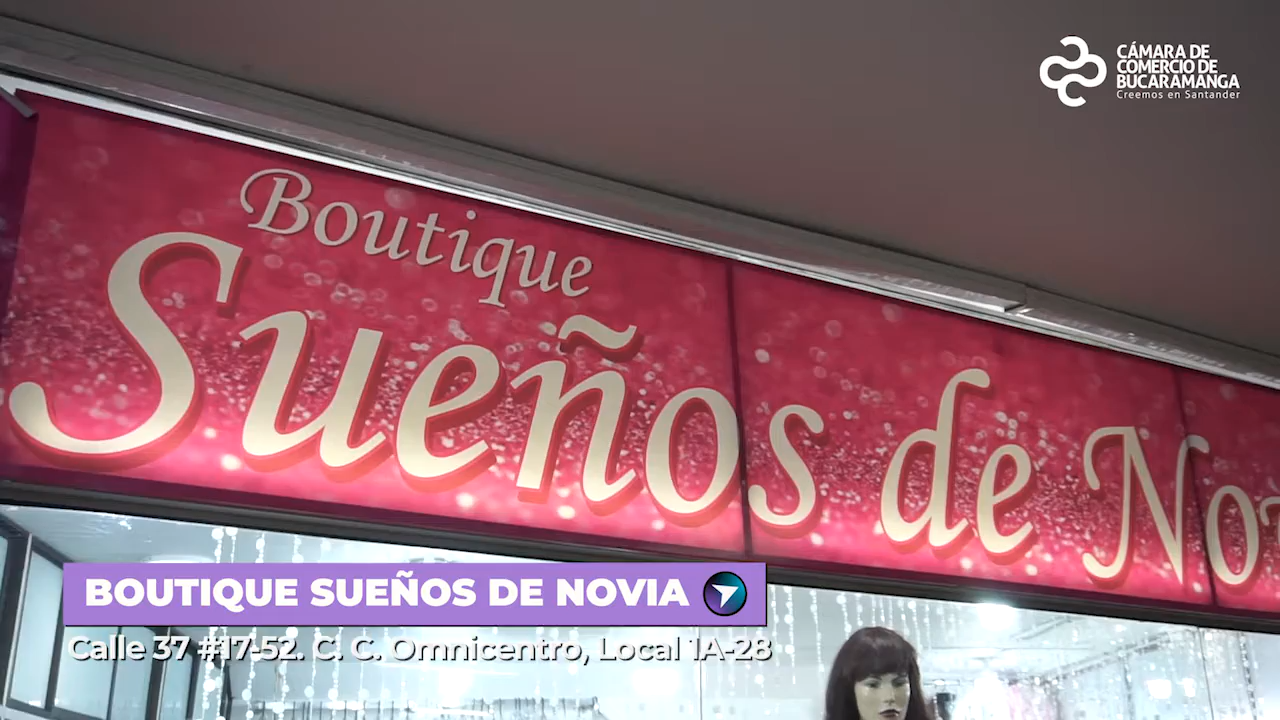 CÁMARA DE
COMERCIO DE
BUCARAMANGA
Creemos en Santander
Boutique
Sueños de No
BOUTIQUE SUEÑOS DE NOVIA
Calle 37 #17-52. C. C. Omnicentro, Local 1A-28